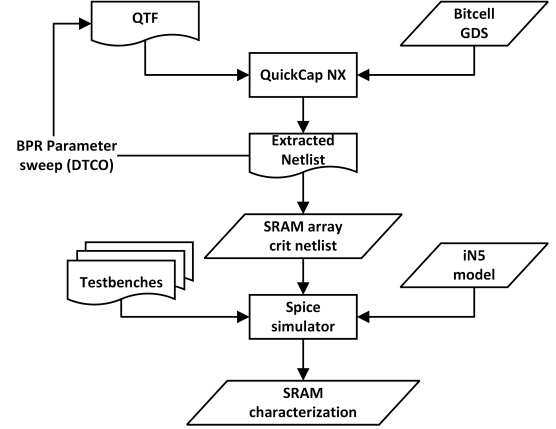 QTF
Bitcell
GDS
QuickCap NX
BPR Parameter
sweep (DTCO)
Extracted
Netlist
SRAM array
crit netlist
Testbenches
iN5
model
Spice
simulator
SRAM
characterization